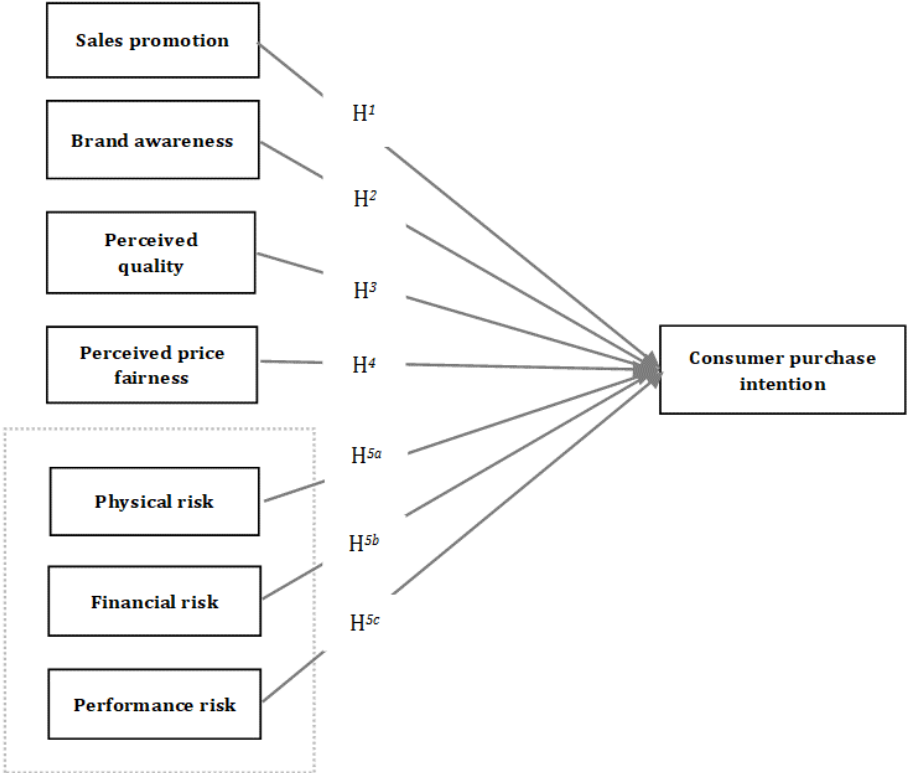 Sales promotion
H1
Brand awareness
H2
Perceived
quality
H3
Perceived price
fairness
H4
Consumer purchase
intention
H5a
Physical risk
H5b
Financial risk
H5c
Performance risk